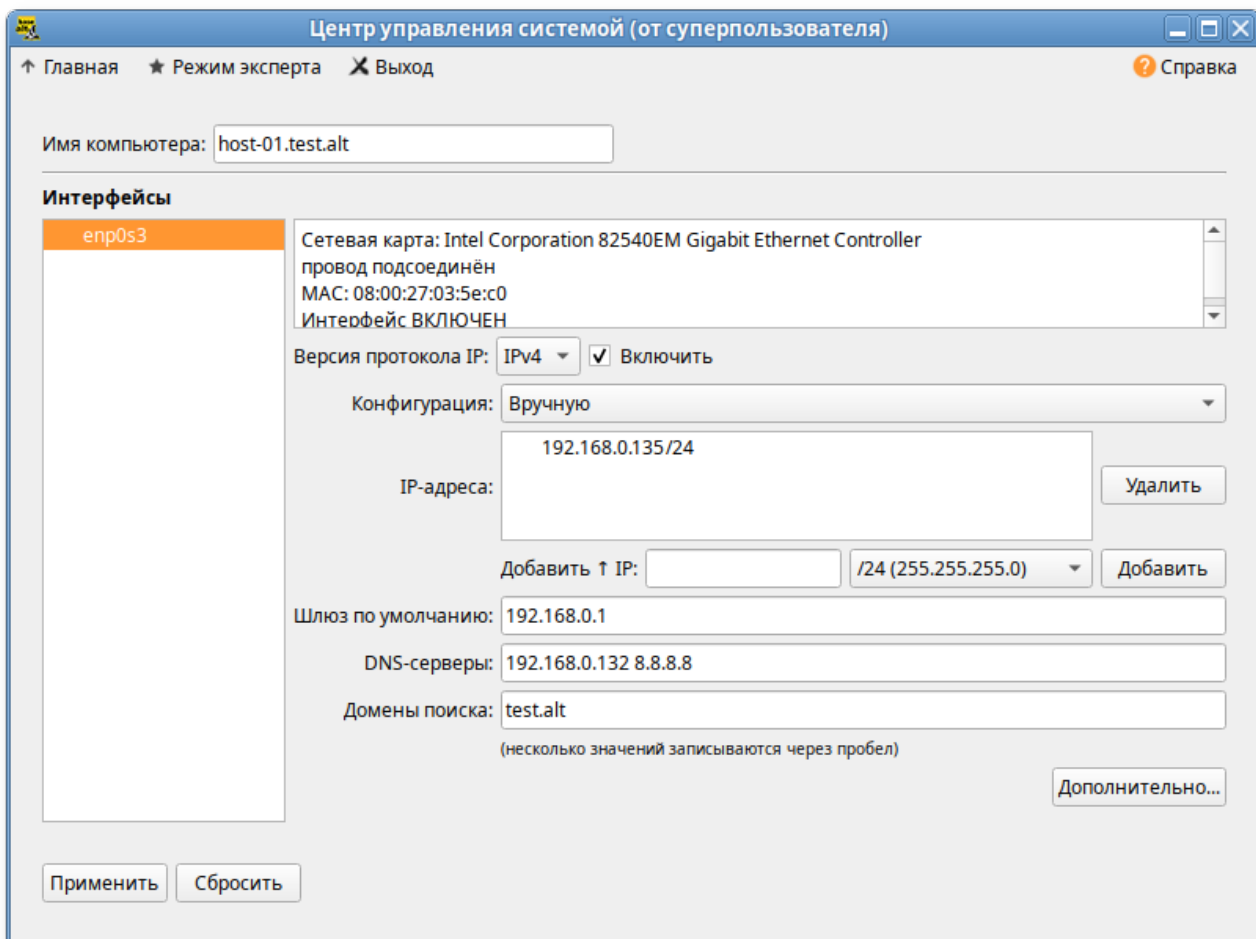 Центр управления системой (от суперпользователя)
Главная Режим эксперта Выход Справка
Имя компьютера: host-01.test.alt
Интерфейсы
enp0s3
Сетевая карта: Intel Corporation 82540EM Gigabit Ethernet Controller
провод подсоединён
MAC: 08:00:27:03:5e:c0
Интерфейс ВКЛЮЧЕН
Версия протокола IP: IPv4 Включить
Конфигурация: Вручную
192.168.0.135/24
IP-адреса: Удалить
Добавить ↑ IP: /24 (255.255.255.0) Добавить
Шлюз по умолчанию: 192.168.0.1
DNS-серверы: 192.168.0.132 8.8.8.8
Домены поиска: test.alt
(несколько значений записываются через пробел)
Дополнительно...
Применить Сбросить